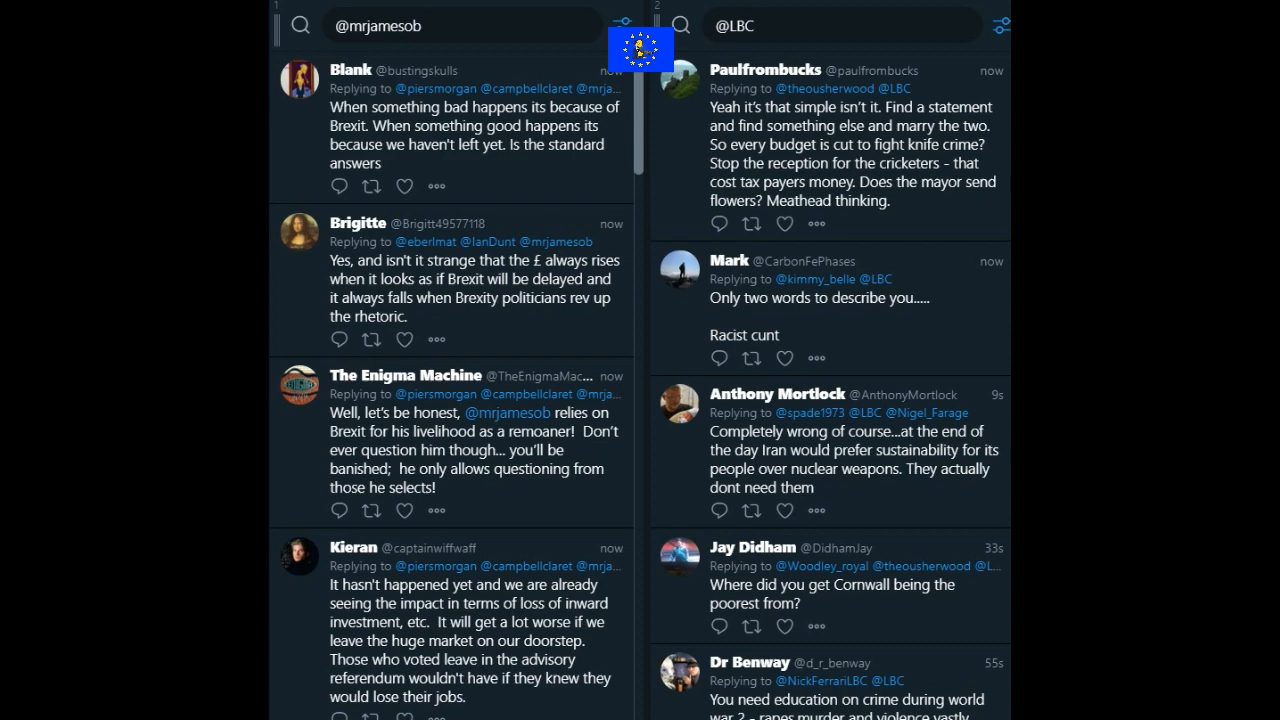 1
@mrjamesob
Blank @bustingskulls now
Replying to @piersmorgan @campbellclaret @mrja...
When something bad happens its because of
Brexit. When something good happens its
because we haven't left yet. Is the standard
answers
Brigitte @Brigitt49577118 now
Replying to @eberlmat @IanDunt @mrjamesob
Yes, and isn't it strange that the £ always rises
when it looks as if Brexit will be delayed and
it always falls when Brexity politicians rev up
the rhetoric.
The Enigma Machine @TheEnigmaMac... now
Replying to @piersmorgan @campbellclaret @mrja...
Well, let's be honest, @mrjamesob relies on
Brexit for his livelihood as a remoaner! Don't
ever question him though... you'll be
banished; he only allows questioning from
those he selects!
Kieran @captainwiffwaff now
Replying to @piersmorgan @campbellclaret @mrja...
It hasn't happened yet and we are already
seeing the impact in terms of loss of inward
investment, etc. It will get a lot worse if we
leave the huge market on our doorstep.
Those who voted leave in the advisory
referendum wouldn't have if they knew they
would lose their jobs.
2
@LBC
Paulfrombucks @paulfrombucks now
Replying to @theousherwood @LBC
Yeah it's that simple isn't it. Find a statement
and find something else and marry the two.
So every budget is cut to fight knife crime?
Stop the reception for the cricketers - that
cost tax payers money. Does the mayor send
flowers? Meathead thinking.
Mark @CarbonFePhases now
Replying to @kimmy_belle @LBC
Only two words to describe you.....
Racist cunt
Anthony Mortlock @AnthonyMortlock 9s
Replying to @spade1973 @LBC @Nigel_Farage
Completely wrong of course...at the end of
the day Iran would prefer sustainability for its
people over nuclear weapons. They actually
dont need them
Jay Didham @DidhamJay 33s
Replying to @Woodley_royal @theousherwood @L...
Where did you get Cornwall being the
poorest from?
Dr Benway @d_r_benway 55s
Replying to @NickFerrariLBC @LBC
You need education on crime during world
war 2 - rapes murder and violence vastly